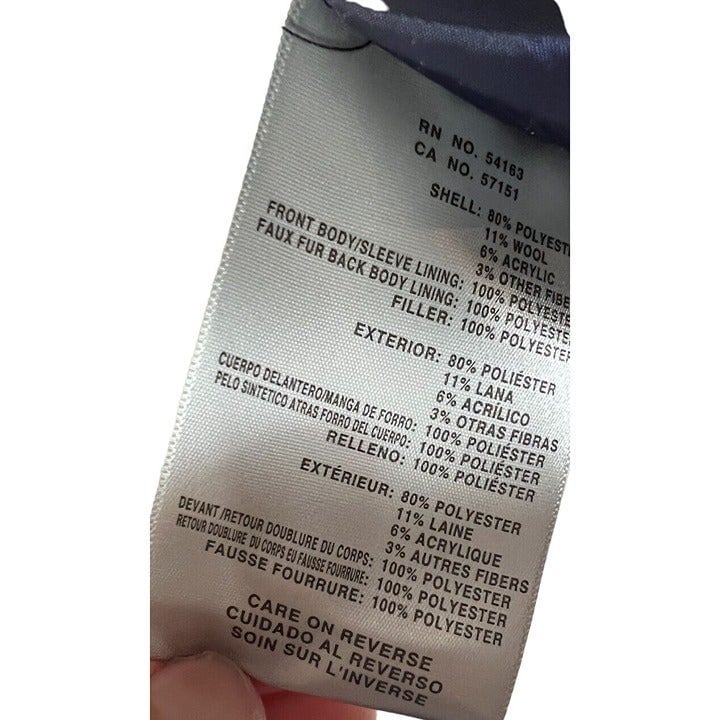 RN NO. 54163
CA NO. 57151
SHELL: 80% POLYEST
11% WOOL
6% ACRYLIC
3% OTHER FIBE
FRONT BODY/SLEEVE LINING: 100% POLYESTER
FAUX FUR BACK BODY LINING: 100% POLYESTE
FILLER: 100% POLYESTER
EXTERIOR: 80% POLIÉSTER
11% LANA
6% ACRÍLICO
3% OTRAS FIBRAS
CUERPO DELANTERO/MANGA DE FORRO: 100% POLIÉSTER
PELO SINTETICO ATRAS FORRO DEL CUERPO: 100% POLIÉSTER
RELLENO: 100% POLIÉSTER
EXTÉRIEUR: 80% POLYESTER
11% LAINE
6% ACRYLIQUE
3% AUTRES FIBERS
DEVANT /RETOUR DOUBLURE DU CORPS: 100% POLYESTER
RETOUR DOUBLURE DU CORPS EU FAUSSE FOURRURE: 100% POLYESTER
FAUSSE FOURRURE: 100% POLYESTER
CARE ON REVERSE
CUIDADO AL REVERSO
SOIN SUR L'INVERSE